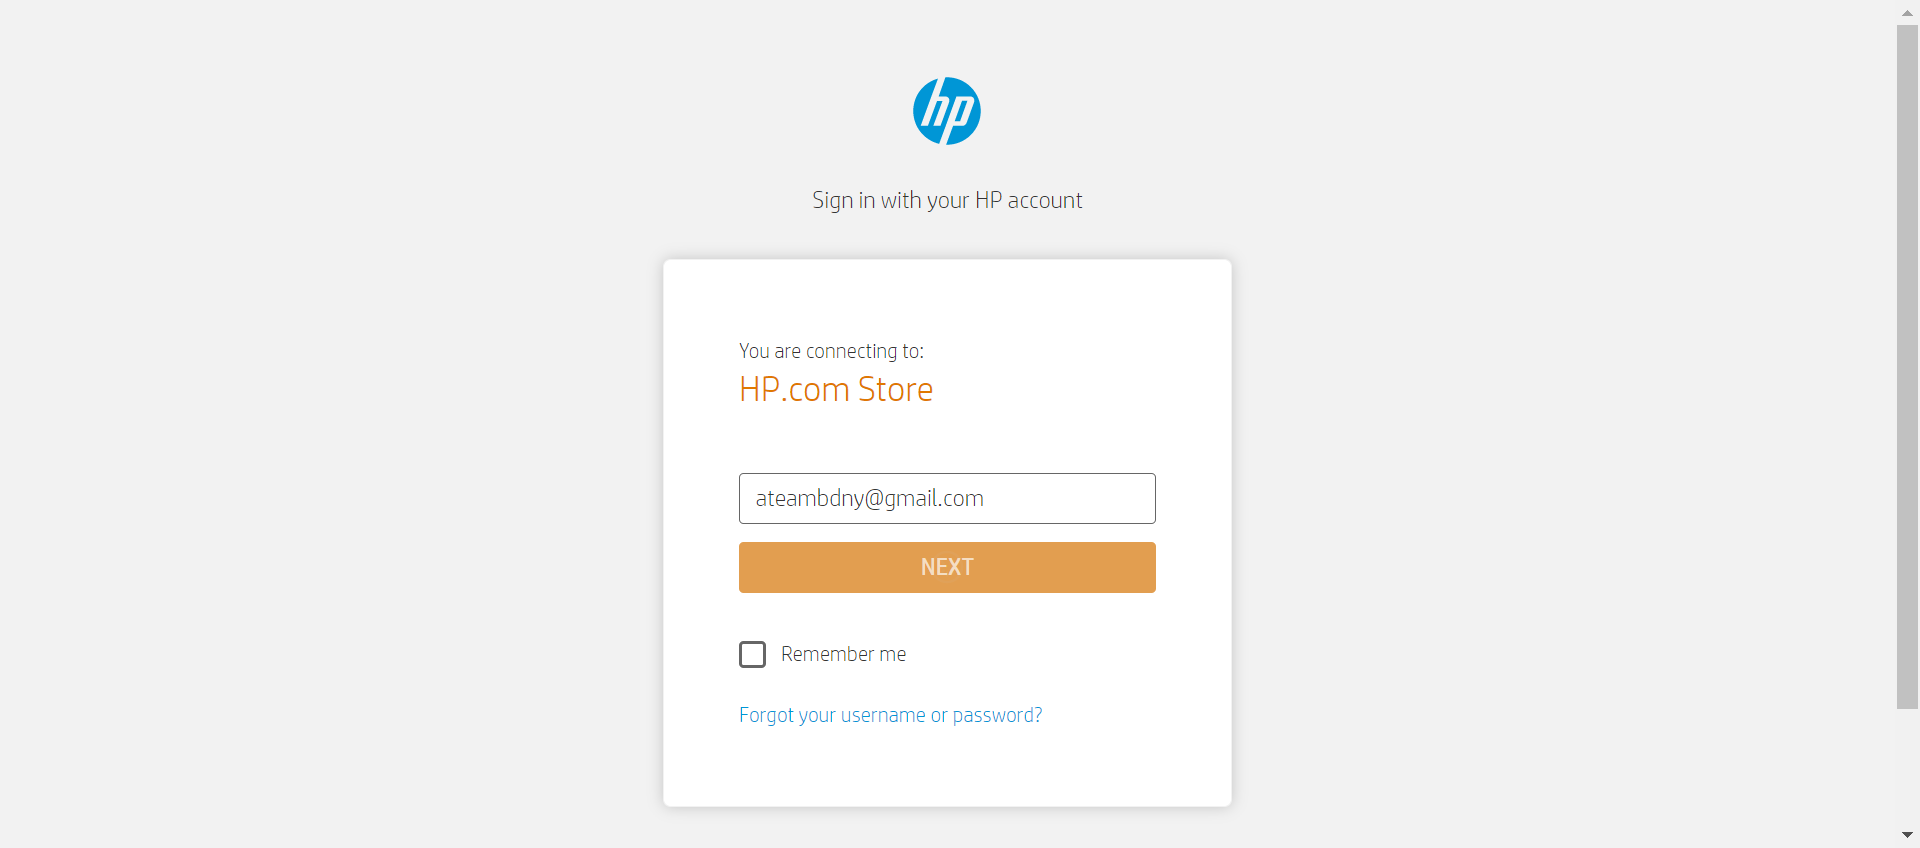 hp
Sign in with your HP account
You are connecting to:
HP.com Store
ateambdny@gmail.com
NEXT
Remember me
Forgot your username or password?